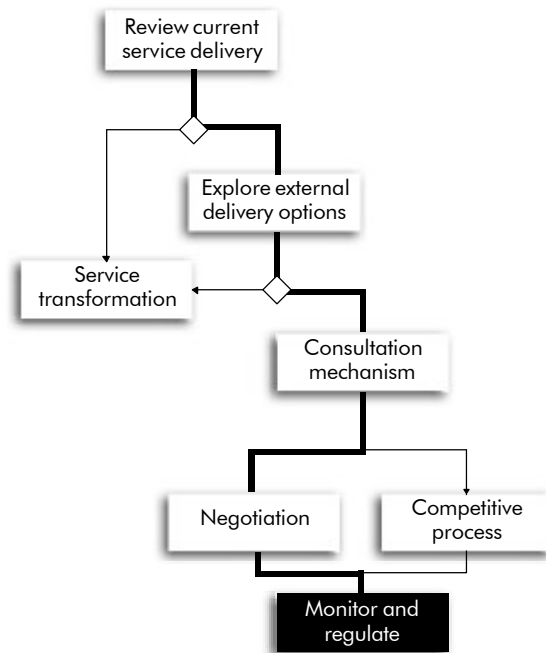 Review current
service delivery
Explore external
delivery options
Service
transformation
Consultation
mechanism
Negotiation
Competitive
process
Monitor and
regulate